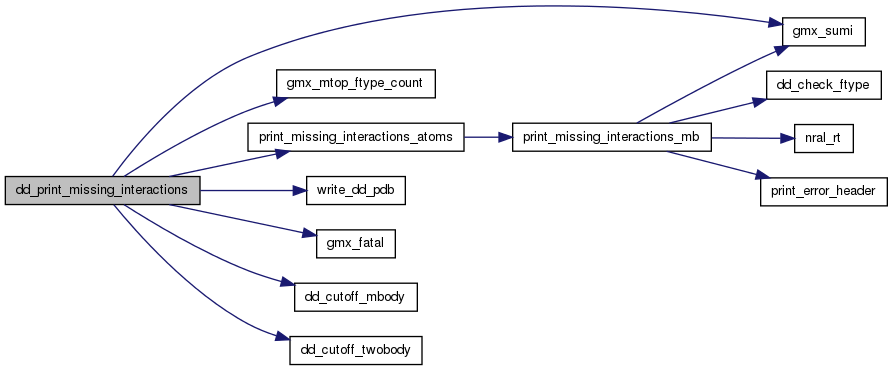 gmx_sumi
gmx_mtop_ftype_count
dd_check_ftype
print_missing_interactions_atoms
print_missing_interactions_mb
nral_rt
dd_print_missing_interactions
write_dd_pdb
print_error_header
gmx_fatal
dd_cutoff_mbody
dd_cutoff_twobody